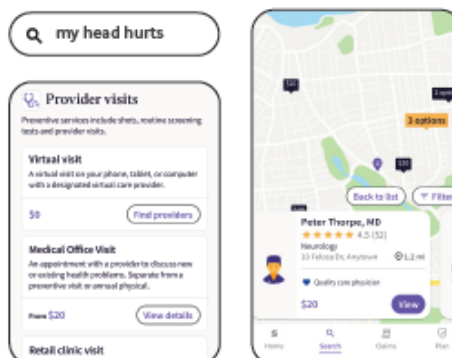 my head hurts
Provider visits
Preventive services include shots, routine screening
tests and provider visits.
Virtual visit
A virtual visit on your phone, tablet, or computer
with a designated virtual care provider.
$0
Find providers
Medical Office Visit
An appointment with a provider to discuss new
or existing health problems. Separate from a
preventive visit or annual physical.
From $20
View details
Retail clinic visit
3 options
Back to list
Filter
Peter Thorpe, MD
4.5 (32)
Neurology
Anytown
1.2 mi
Quality care physician
$20
View
Home
Search
Claims
Plan